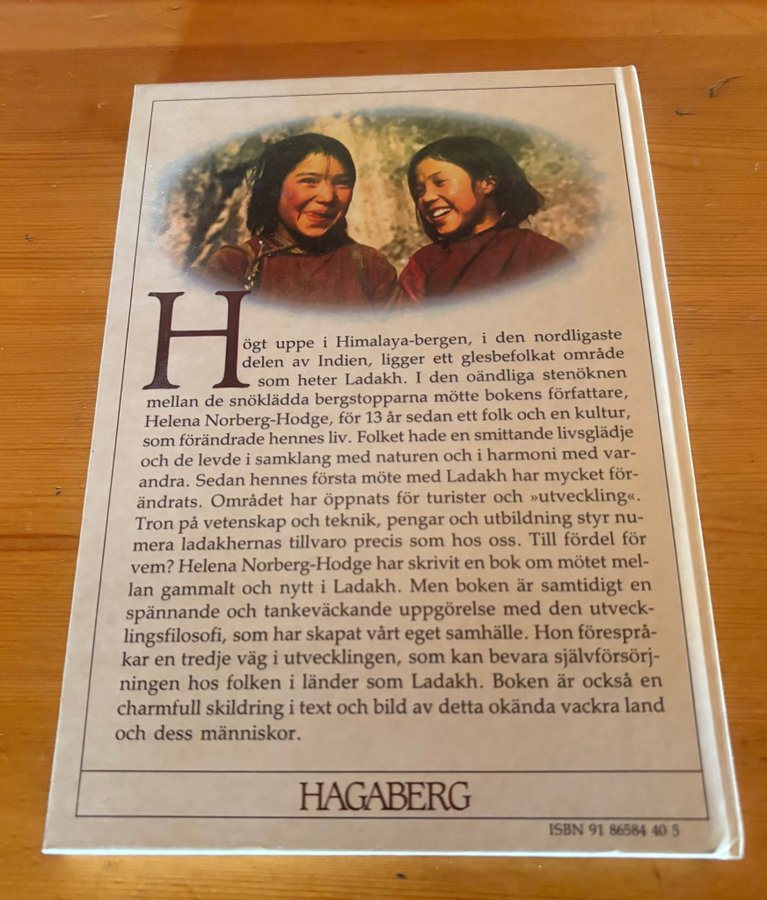 Högt uppe i Himalaya-bergen, i den nordligaste
delen av Indien, ligger ett glesbefolkat område
som heter Ladakh. I den oändliga stenöknen
mellan de snöklädda bergstopparna mötte bokens författare,
Helena Norberg-Hodge, för 13 år sedan ett folk och en kultur,
som förändrade hennes liv. Folket hade en smittande livsglädje
och de levde i samklang med naturen och i harmoni med var-
andra. Sedan hennes första möte med Ladakh har mycket för-
ändrats. Området har öppnats för turister och »utveckling«.
Tron på vetenskap och teknik, pengar och utbildning styr nu-
mera ladakhernas tillvaro precis som hos oss. Till fördel för
vem? Helena Norberg-Hodge har skrivit en bok om mötet mel-
lan gammalt och nytt i Ladakh. Men boken är samtidigt en
spännande och tankeväckande uppgörelse med den utveck-
lingsfilosofi, som har skapat vårt eget samhälle. Hon föresprå-
kar en tredje väg i utvecklingen, som kan bevara självförsörj-
ningen hos folken i länder som Ladakh. Boken är också en
charmfull skildring i text och bild av detta okända vackra land
och dess människor.
HAGABERG
ISBN 91 86584 40 5